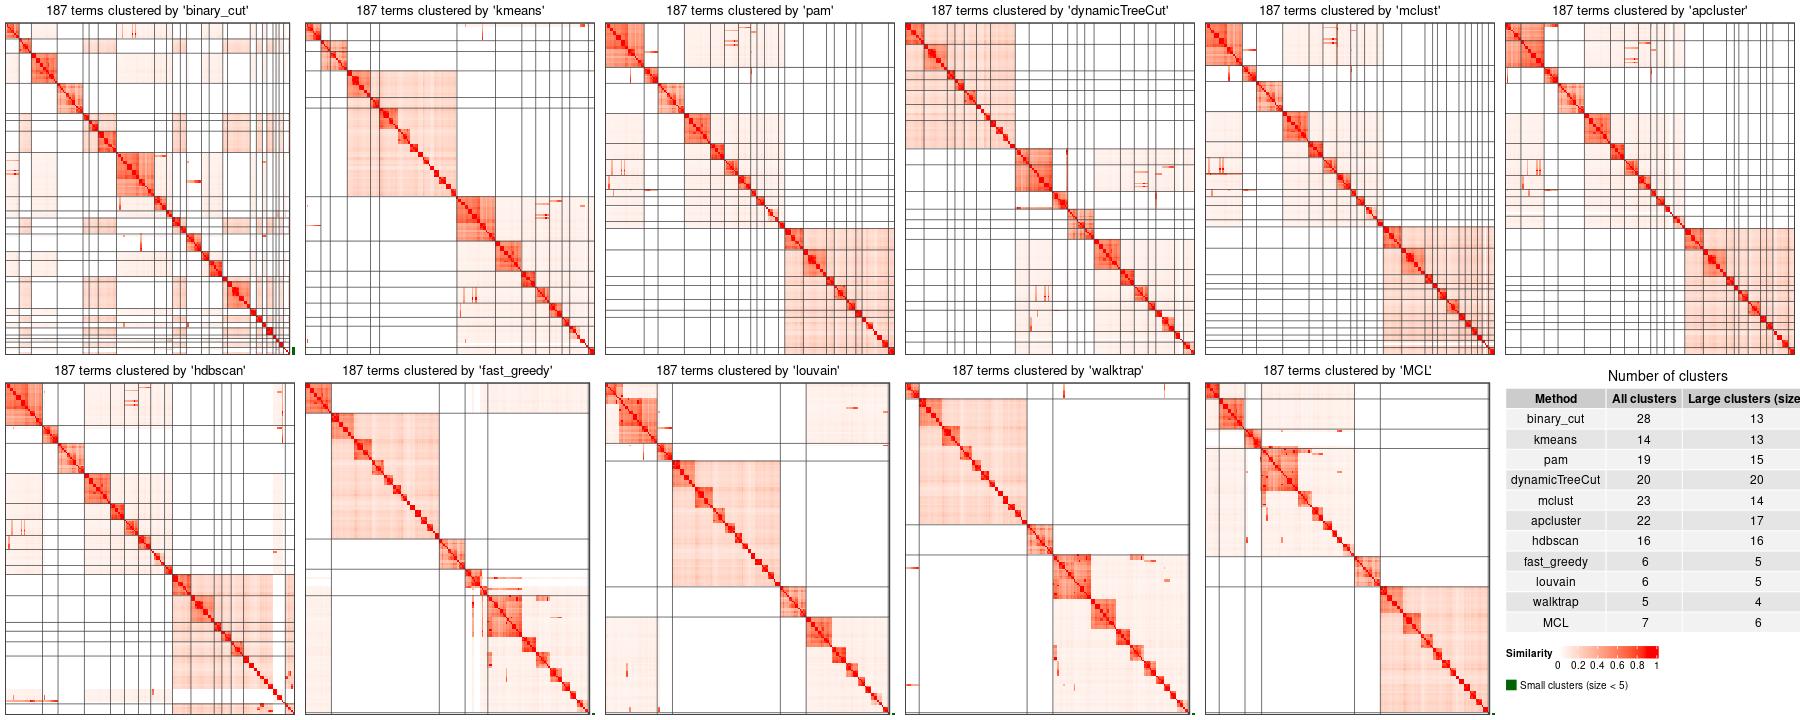 187 terms clustered by 'binary_cut'
187 terms clustered by 'kmeans'
187 terms clustered by 'pam'
187 terms clustered by 'dynamicTreeCut'
187 terms clustered by 'mclust'
187 terms clustered by 'apcluster'
187 terms clustered by 'hdbscan'
187 terms clustered by 'fast_greedy'
187 terms clustered by 'louvain'
187 terms clustered by 'walktrap'
187 terms clustered by 'MCL'
Number of clusters
Method All clusters Large clusters (size
binary_cut 28 13
kmeans 14 13
pam 19 15
dynamicTreeCut 20 20
mclust 23 14
apcluster 22 17
hdbscan 16 16
fast_greedy 6 5
louvain 6 5
walktrap 5 4
MCL 7 6
Similarity
0 0.2 0.4 0.6 0.8 1
Small clusters (size < 5)